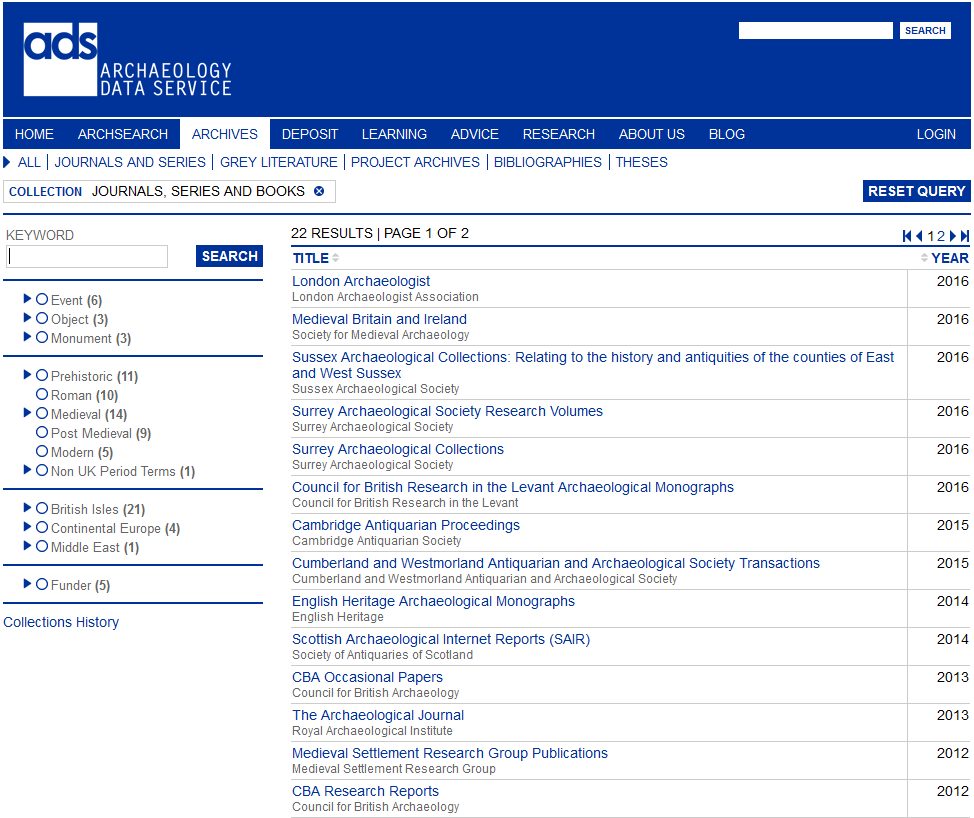 ads
ARCHAEOLOGY
DATA SERVICE
SEARCH
HOME ARCHSEARCH ARCHIVES DEPOSIT LEARNING ADVICE RESEARCH ABOUT US BLOG LOGIN
ALL JOURNALS AND SERIES GREY LITERATURE PROJECT ARCHIVES BIBLIOGRAPHIES THESES
COLLECTION JOURNALS, SERIES AND BOOKS
RESET QUERY
KEYWORD
SEARCH
Event (6)
Object (3)
Monument (3)
Prehistoric (11)
Roman (10)
Medieval (14)
Post Medieval (9)
Modern (5)
Non UK Period Terms (1)
British Isles (21)
Continental Europe (4)
Middle East (1)
Funder (5)
Collections History
22 RESULTS | PAGE 1 OF 2
1 2
TITLE YEAR
London Archaeologist 2016
London Archaeologist Association
Medieval Britain and Ireland 2016
Society for Medieval Archaeology
Sussex Archaeological Collections: Relating to the history and antiquities of the counties of East 2016
and West Sussex
Sussex Archaeological Society
Surrey Archaeological Society Research Volumes 2016
Surrey Archaeological Society
Surrey Archaeological Collections 2016
Surrey Archaeological Society
Council for British Research in the Levant Archaeological Monographs 2016
Council for British Research in the Levant
Cambridge Antiquarian Proceedings 2015
Cambridge Antiquarian Society
Cumberland and Westmorland Antiquarian and Archaeological Society Transactions 2015
Cumberland and Westmorland Antiquarian and Archaeological Society
English Heritage Archaeological Monographs 2014
English Heritage
Scottish Archaeological Internet Reports (SAIR) 2014
Society of Antiquaries of Scotland
CBA Occasional Papers 2013
Council for British Archaeology
The Archaeological Journal 2013
Royal Archaeological Institute
Medieval Settlement Research Group Publications 2012
Medieval Settlement Research Group
CBA Research Reports 2012
Council for British Archaeology